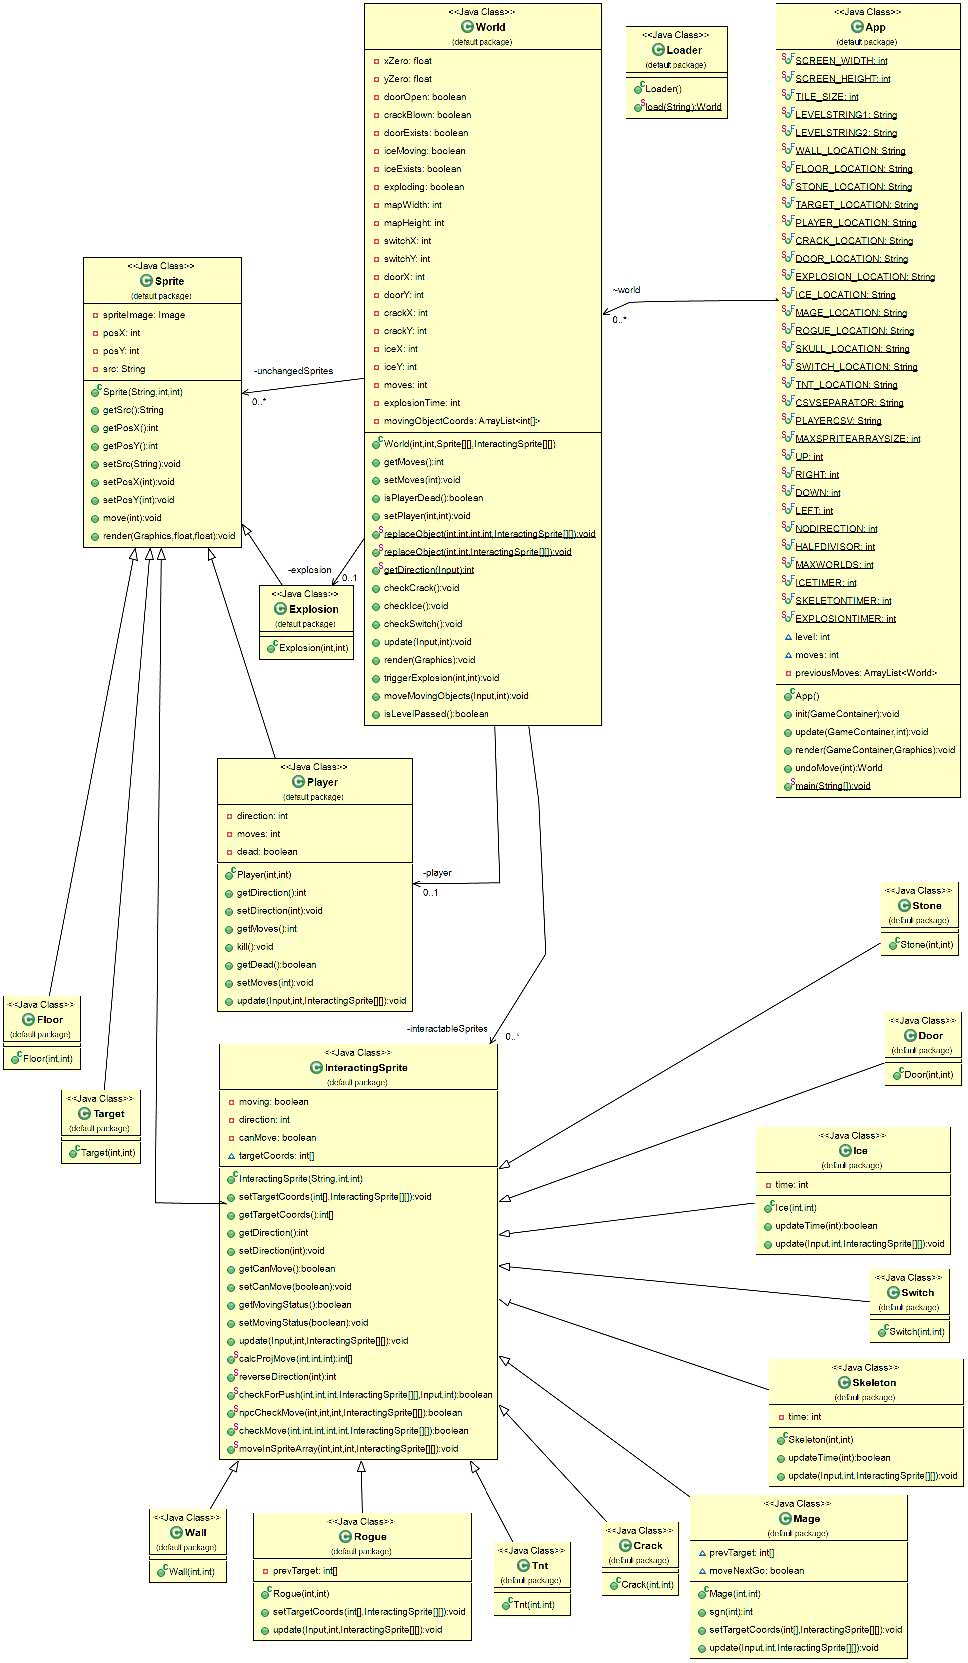 <<Java Class>>
World
(default package)
xZero: float
yZero: float
doorOpen: boolean
crackBlown: boolean
doorExists: boolean
iceMoving: boolean
iceExists: boolean
exploding: boolean
mapWidth: int
mapHeight: int
switchX: int
switchY: int
doorX: int
doorY: int
crackX: int
crackY: int
iceX: int
iceY: int
moves: int
explosionTime: int
movingObjectCoords: ArrayList<int[]>
World(int,int,Sprite[][],InteractingSprite[][])
getMoves():int
setMoves(int):void
isPlayerDead():boolean
setPlayer(int,int):void
replaceObject(int,int,int,int,InteractingSprite[][]):void
replaceObject(int,int,InteractingSprite[][]):void
getDirection(Input):int
checkCrack():void
checkIce():void
checkSwitch():void
update(Input,int):void
render(Graphics):void
triggerExplosion(int,int):void
moveMovingObjects(Input,int):void
isLevelPassed():boolean
<<Java Class>>
Loader
(default package)
Loader()
load(String):World
<<Java Class>>
App
(default package)
SCREEN_WIDTH: int
SCREEN_HEIGHT: int
TILE_SIZE: int
LEVELSTRING1: String
LEVELSTRING2: String
WALL_LOCATION: String
FLOOR_LOCATION: String
STONE_LOCATION: String
TARGET_LOCATION: String
PLAYER_LOCATION: String
CRACK_LOCATION: String
DOOR_LOCATION: String
EXPLOSION_LOCATION: String
ICE_LOCATION: String
MAGE_LOCATION: String
ROGUE_LOCATION: String
SKULL_LOCATION: String
SWITCH_LOCATION: String
TNT_LOCATION: String
CSVSEPARATOR: String
PLAYERCSV: String
MAXSPRITEARRAYSIZE: int
UP: int
RIGHT: int
DOWN: int
LEFT: int
NODIRECTION: int
HALFDIVISOR: int
MAXWORLDS: int
ICETIMER: int
SKELETONTIMER: int
EXPLOSIONTIMER: int
level: int
moves: int
previousMoves: ArrayList<World>
App()
init(GameContainer):void
update(GameContainer,int):void
render(GameContainer,Graphics):void
undoMove(int):World
main(String[]):void
~world
0..*
<<Java Class>>
Sprite
(default package)
spriteImage: Image
posX: int
posY: int
src: String
Sprite(String,int,int)
getSrc():String
getPosX():int
getPosY():int
setSrc(String):void
setPosX(int):void
setPosY(int):void
move(int):void
render(Graphics,float,float):void
-unchangedSprites
0..*
-explosion
0..1
<<Java Class>>
Explosion
(default package)
Explosion(int,int)
<<Java Class>>
Player
(default package)
direction: int
moves: int
dead: boolean
Player(int,int)
getDirection():int
setDirection(int):void
getMoves():int
kill():void
getDead():boolean
setMoves(int):void
update(Input,int,InteractingSprite[][]):void
-player
0..1
<<Java Class>>
Floor
(default package)
Floor(int,int)
<<Java Class>>
Target
(default package)
Target(int,int)
-interactableSprites
0..*
<<Java Class>>
InteractingSprite
(default package)
moving: boolean
direction: int
canMove: boolean
targetCoords: int[]
InteractingSprite(String,int,int)
setTargetCoords(int[],InteractingSprite[][]):void
getTargetCoords():int[]
getDirection():int
setDirection(int):void
getCanMove():boolean
setCanMove(boolean):void
getMovingStatus():boolean
setMovingStatus(boolean):void
update(Input,int,InteractingSprite[][]):void
calcProjMove(int,int,int):int[]
reverseDirection(int):int
checkForPush(int,int,int,InteractingSprite[][],Input,int):boolean
npcCheckMove(int,int,int,InteractingSprite[][]):boolean
checkMove(int,int,int,int,int,InteractingSprite[][]):boolean
moveInSpriteArray(int,int,int,InteractingSprite[][]):void
<<Java Class>>
Stone
(default package)
Stone(int,int)
<<Java Class>>
Door
(default package)
Door(int,int)
<<Java Class>>
Ice
(default package)
time: int
Ice(int,int)
updateTime(int):boolean
update(Input,int,InteractingSprite[][]):void
<<Java Class>>
Switch
(default package)
Switch(int,int)
<<Java Class>>
Skeleton
(default package)
time: int
Skeleton(int,int)
updateTime(int):boolean
update(Input,int,InteractingSprite[][]):void
<<Java Class>>
Wall
(default package)
Wall(int,int)
<<Java Class>>
Rogue
(default package)
prevTarget: int[]
Rogue(int,int)
setTargetCoords(int[],InteractingSprite[][]):void
update(Input,int,InteractingSprite[][]):void
<<Java Class>>
Tnt
(default package)
Tnt(int,int)
<<Java Class>>
Crack
(default package)
Crack(int,int)
<<Java Class>>
Mage
(default package)
prevTarget: int[]
moveNextGo: boolean
Mage(int,int)
sgn(int):int
setTargetCoords(int[],InteractingSprite[][]):void
update(Input,int,InteractingSprite[][]):void